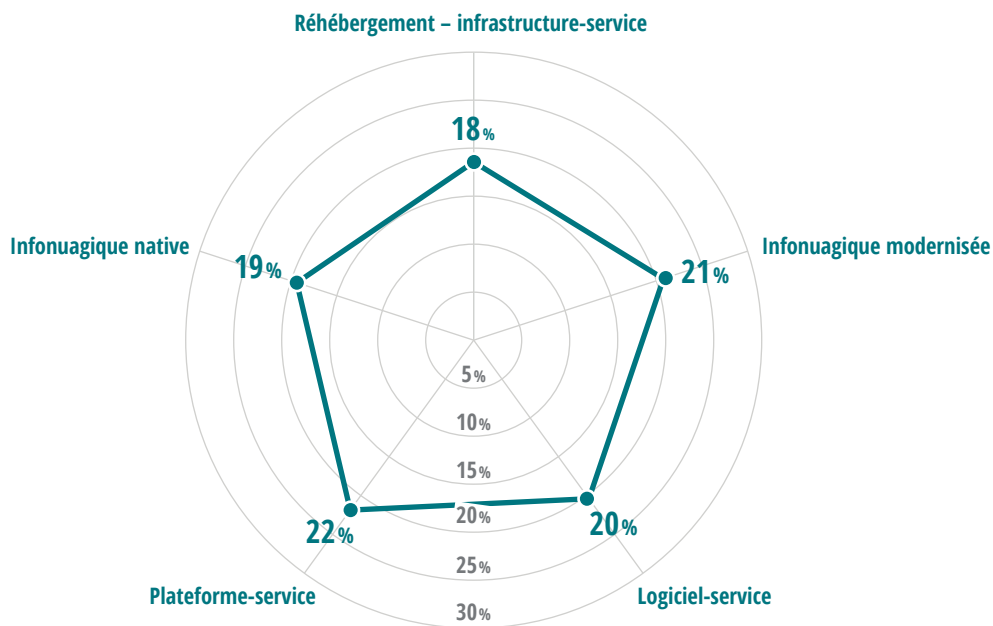 Réhébergement – infrastructure-service
18%
Infonuagique native
Infonuagique modernisée
19%
21%
5%
10%
15%
20%
25%
30%
22%
20%
Plateforme-service
Logiciel-service